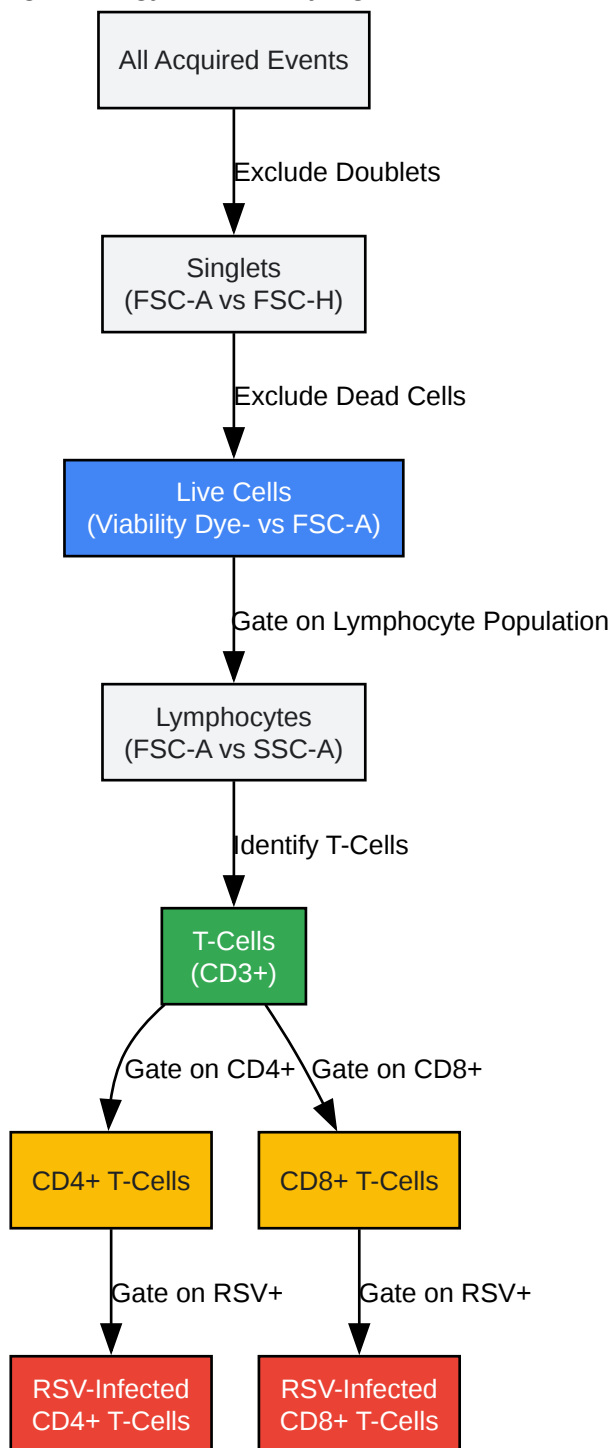 All Acquired Events
Exclude Doublets
Singlets
(FSC-A vs FSC-H)
Exclude Dead Cells
Live Cells
(Viability Dye- vs FSC-A)
Gate on Lymphocyte Population
Lymphocytes
(FSC-A vs SSC-A)
Identify T-Cells
T-Cells
(CD3+)
Gate on CD4+
Gate on CD8+
CD4+ T-Cells
CD8+ T-Cells
Gate on RSV+
Gate on RSV+
RSV-Infected
CD4+ T-Cells
RSV-Infected
CD8+ T-Cells